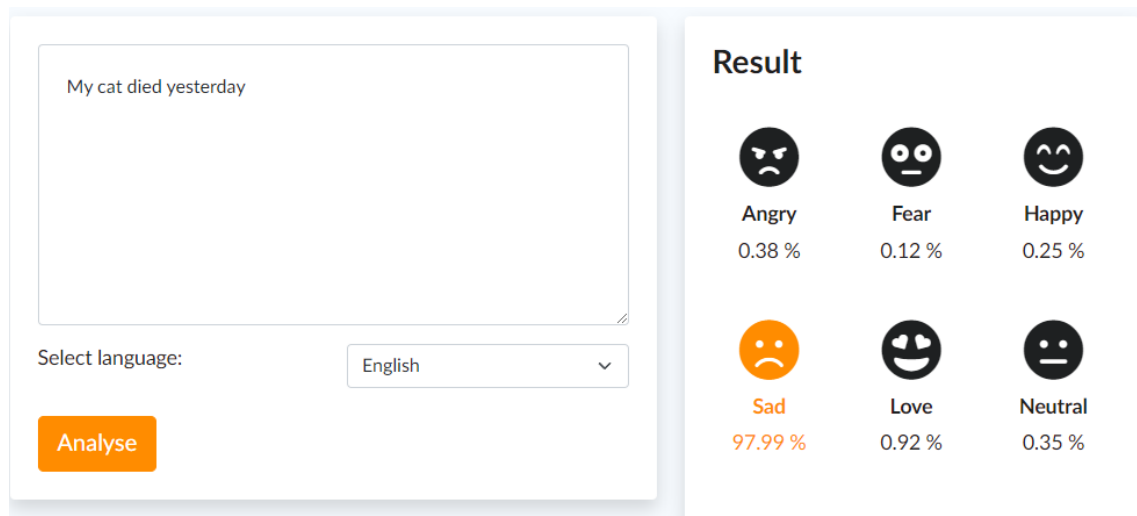 My cat died yesterday
Select language:
English
Analyse
Result
Angry Fear Happy
0.38 % 0.12 % 0.25 %
Sad Love Neutral
97.99 % 0.92 % 0.35 %